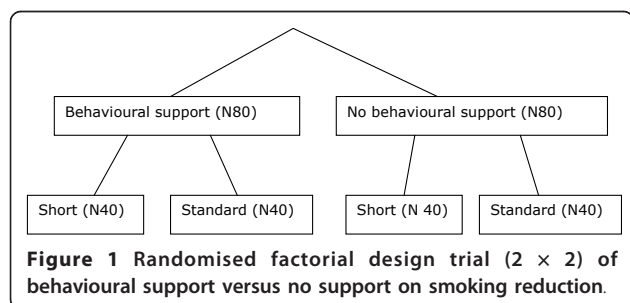 Behavioural support (N80)
No behavioural support (N80)
Short (N40)
Standard (N40)
Short (N 40)
Standard (N40)
Figure 1 Randomised factorial design trial (2 × 2) of
behavioural support versus no support on smoking reduction.